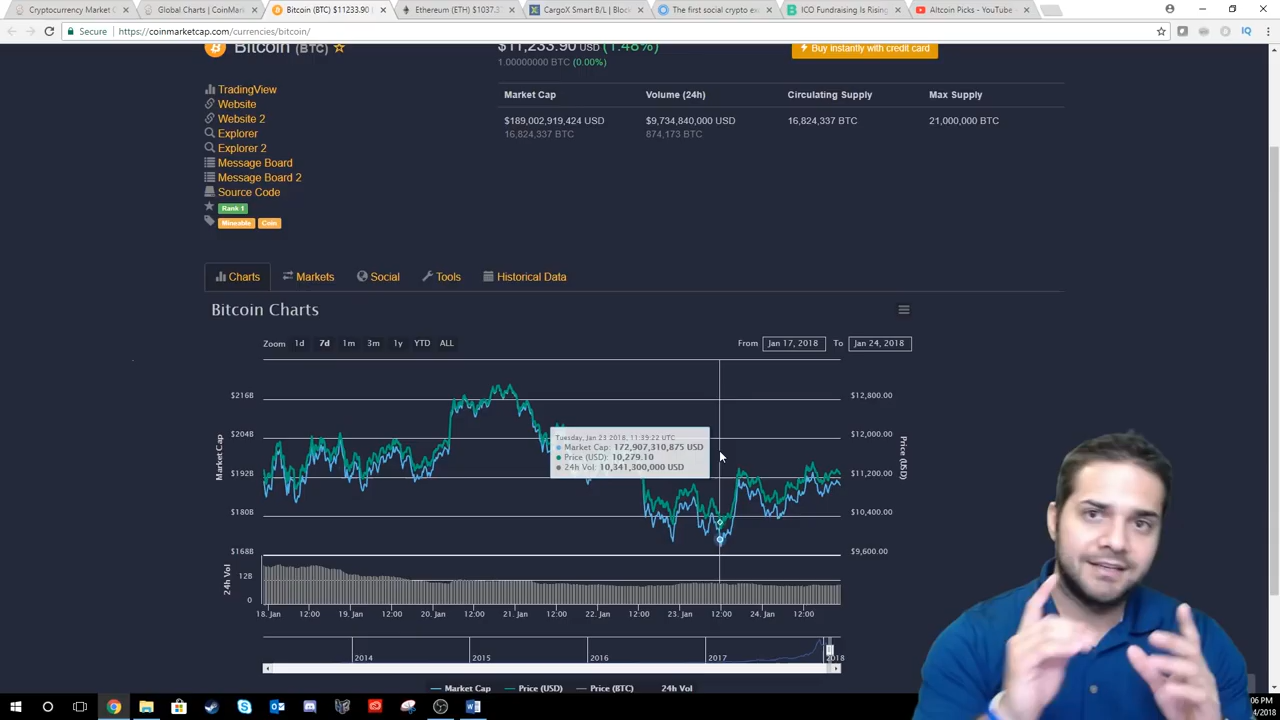 Cryptocurrency Market C
Global Charts | CoinMark
Bitcoin (BTC) $11233.90
Ethereum (ETH) $1037.3
CargoX Smart B/L | Block
The first social crypto ex
ICO Fundraising Is Rising
Altcoin Picks - YouTube
Secure
https://coinmarketcap.com/currencies/bitcoin/
Bitcoin (BTC)
$11,233.90 USD (1.48%)
1.00000000 BTC (0.00%)
Buy instantly with credit card
TradingView
Website
Website 2
Explorer
Explorer 2
Message Board
Message Board 2
Source Code
Rank 1
Mineable Coin
Market Cap Volume (24h) Circulating Supply Max Supply
$189,002,919,424 USD $9,734,840,000 USD 16,824,337 BTC 21,000,000 BTC
16,824,337 BTC 874,173 BTC
Charts Markets Social Tools Historical Data
Bitcoin Charts
Zoom 1d 7d 1m 3m 1y YTD ALL From Jan 17, 2018 To Jan 24, 2018
$216B $12,800.00
$204B $12,000.00
$192B $11,200.00
$180B $10,400.00
$168B $9,600.00
Market Cap
Price (USD)
Tuesday, Jan 23 2018, 11:39:22 UTC
Market Cap: 172,907,310,875 USD
Price (USD): 10,279.10
24h Vol: 10,341,300,000 USD
24h Vol
12B
0
18. Jan 12:00 19. Jan 12:00 20. Jan 12:00 21. Jan 12:00 22. Jan 12:00 23. Jan 12:00 24. Jan 12:00
2014 2015 2016 2017 2018
Market Cap Price (USD) Price (BTC) 24h Vol
:06 PM
4/2018